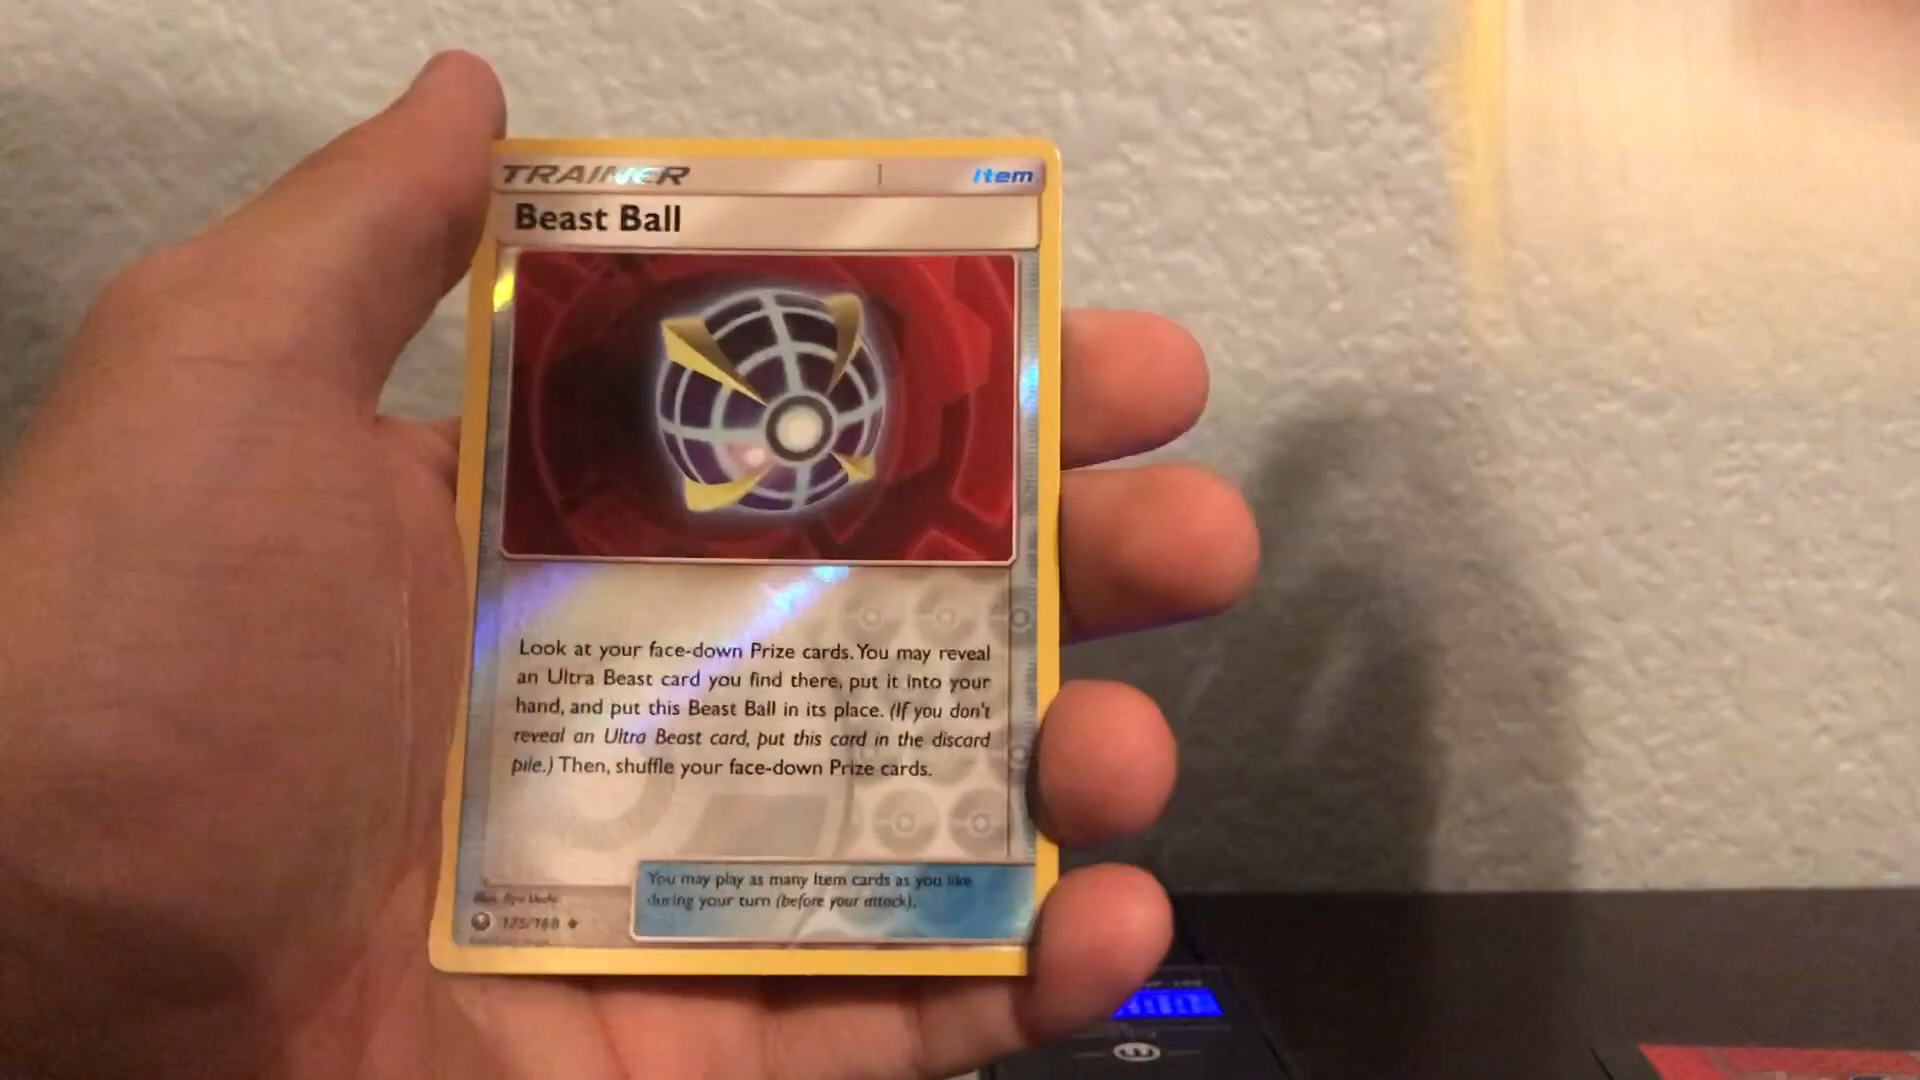 TRAINER Item
Beast Ball
Look at your face-down Prize cards. You may reveal
an Ultra Beast card you find there, put it into your
hand, and put this Beast Ball in its place. (If you don't
reveal an Ultra Beast card, put this card in the discard
pile.) Then, shuffle your face-down Prize cards.
You may play as many Item cards as you like
during your turn (before your attack).
Illus. Ryo Ueda